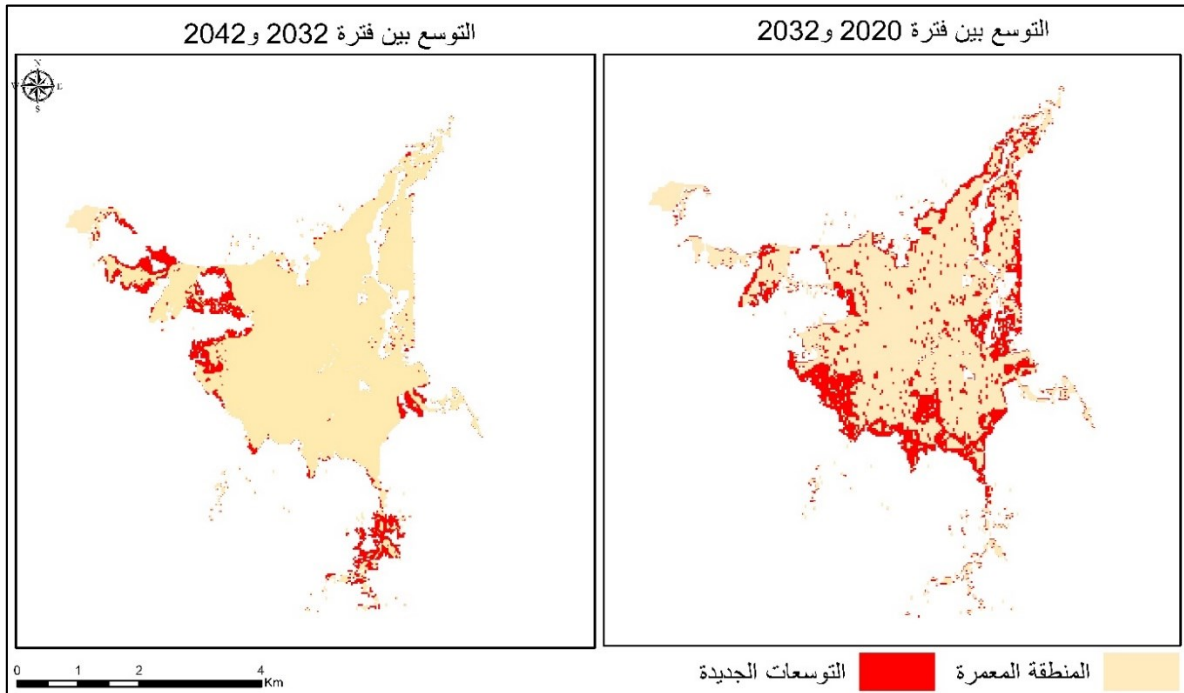 التوسع بين فترة 2020 و2032
التوسع بين فترة 2032 و2042
N
W E
S
0 1 2 4
Km
المنطقة المعمرة
التوسعات الجديدة